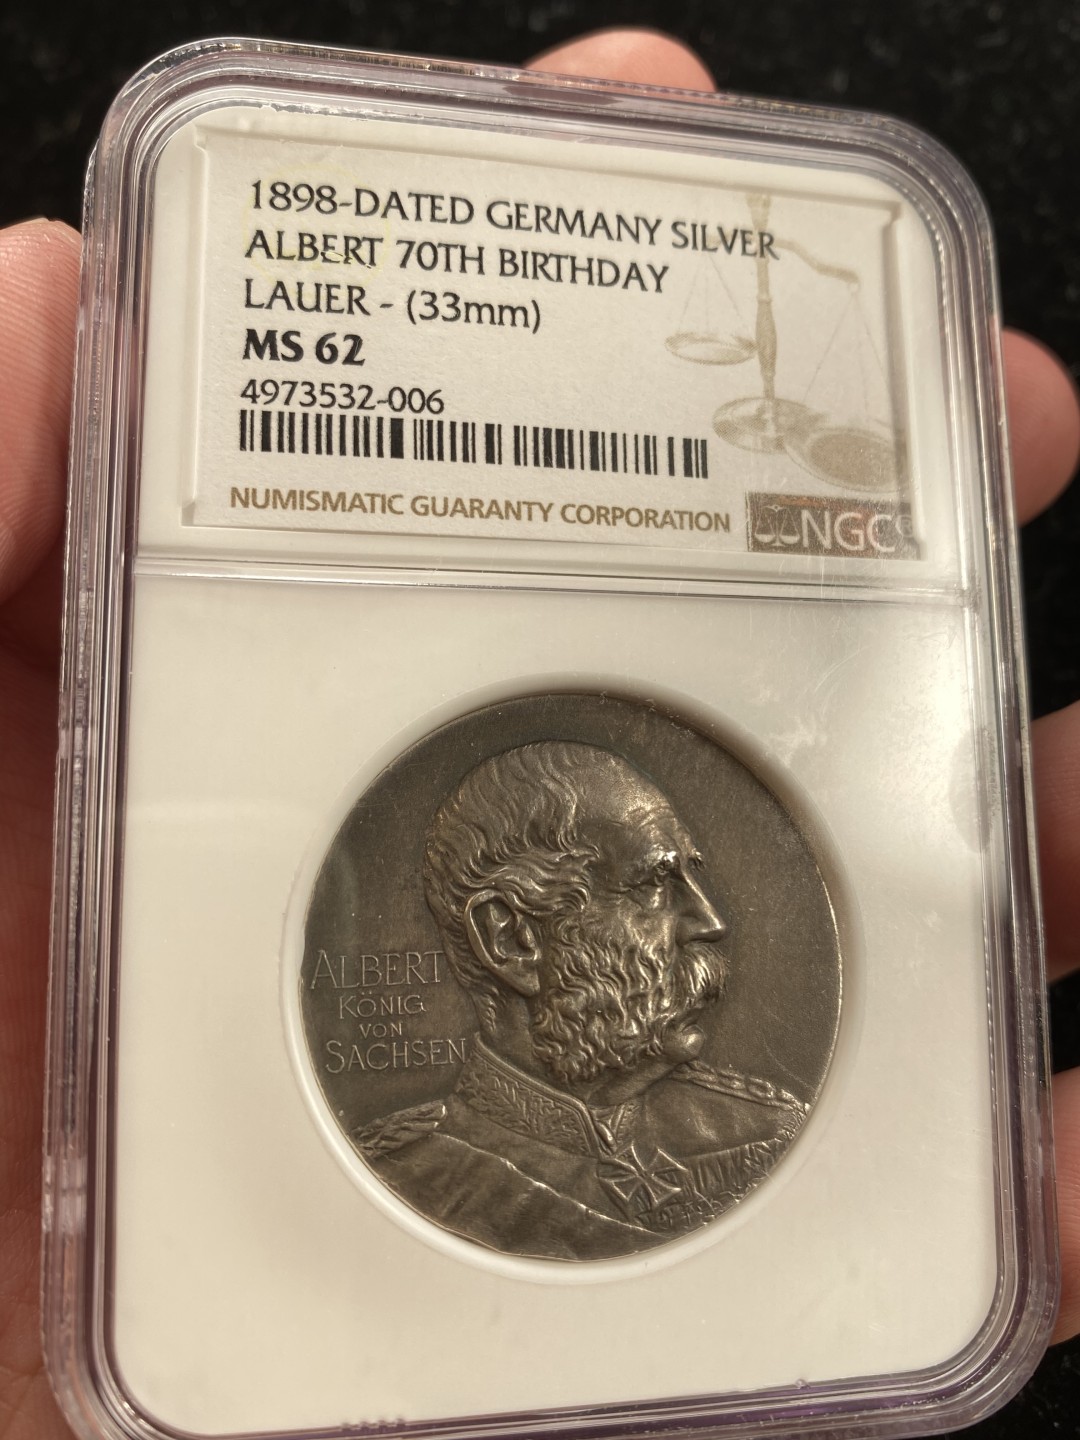 1898-DATED GERMANY SILVER
ALBERT 70TH BIRTHDAY
LAUER - (33mm)
MS 62
4973532-006
NUMISMATIC GUARANTY CORPORATION
NGC®
ALBERT
KÖNIG
VON
SACHSEN